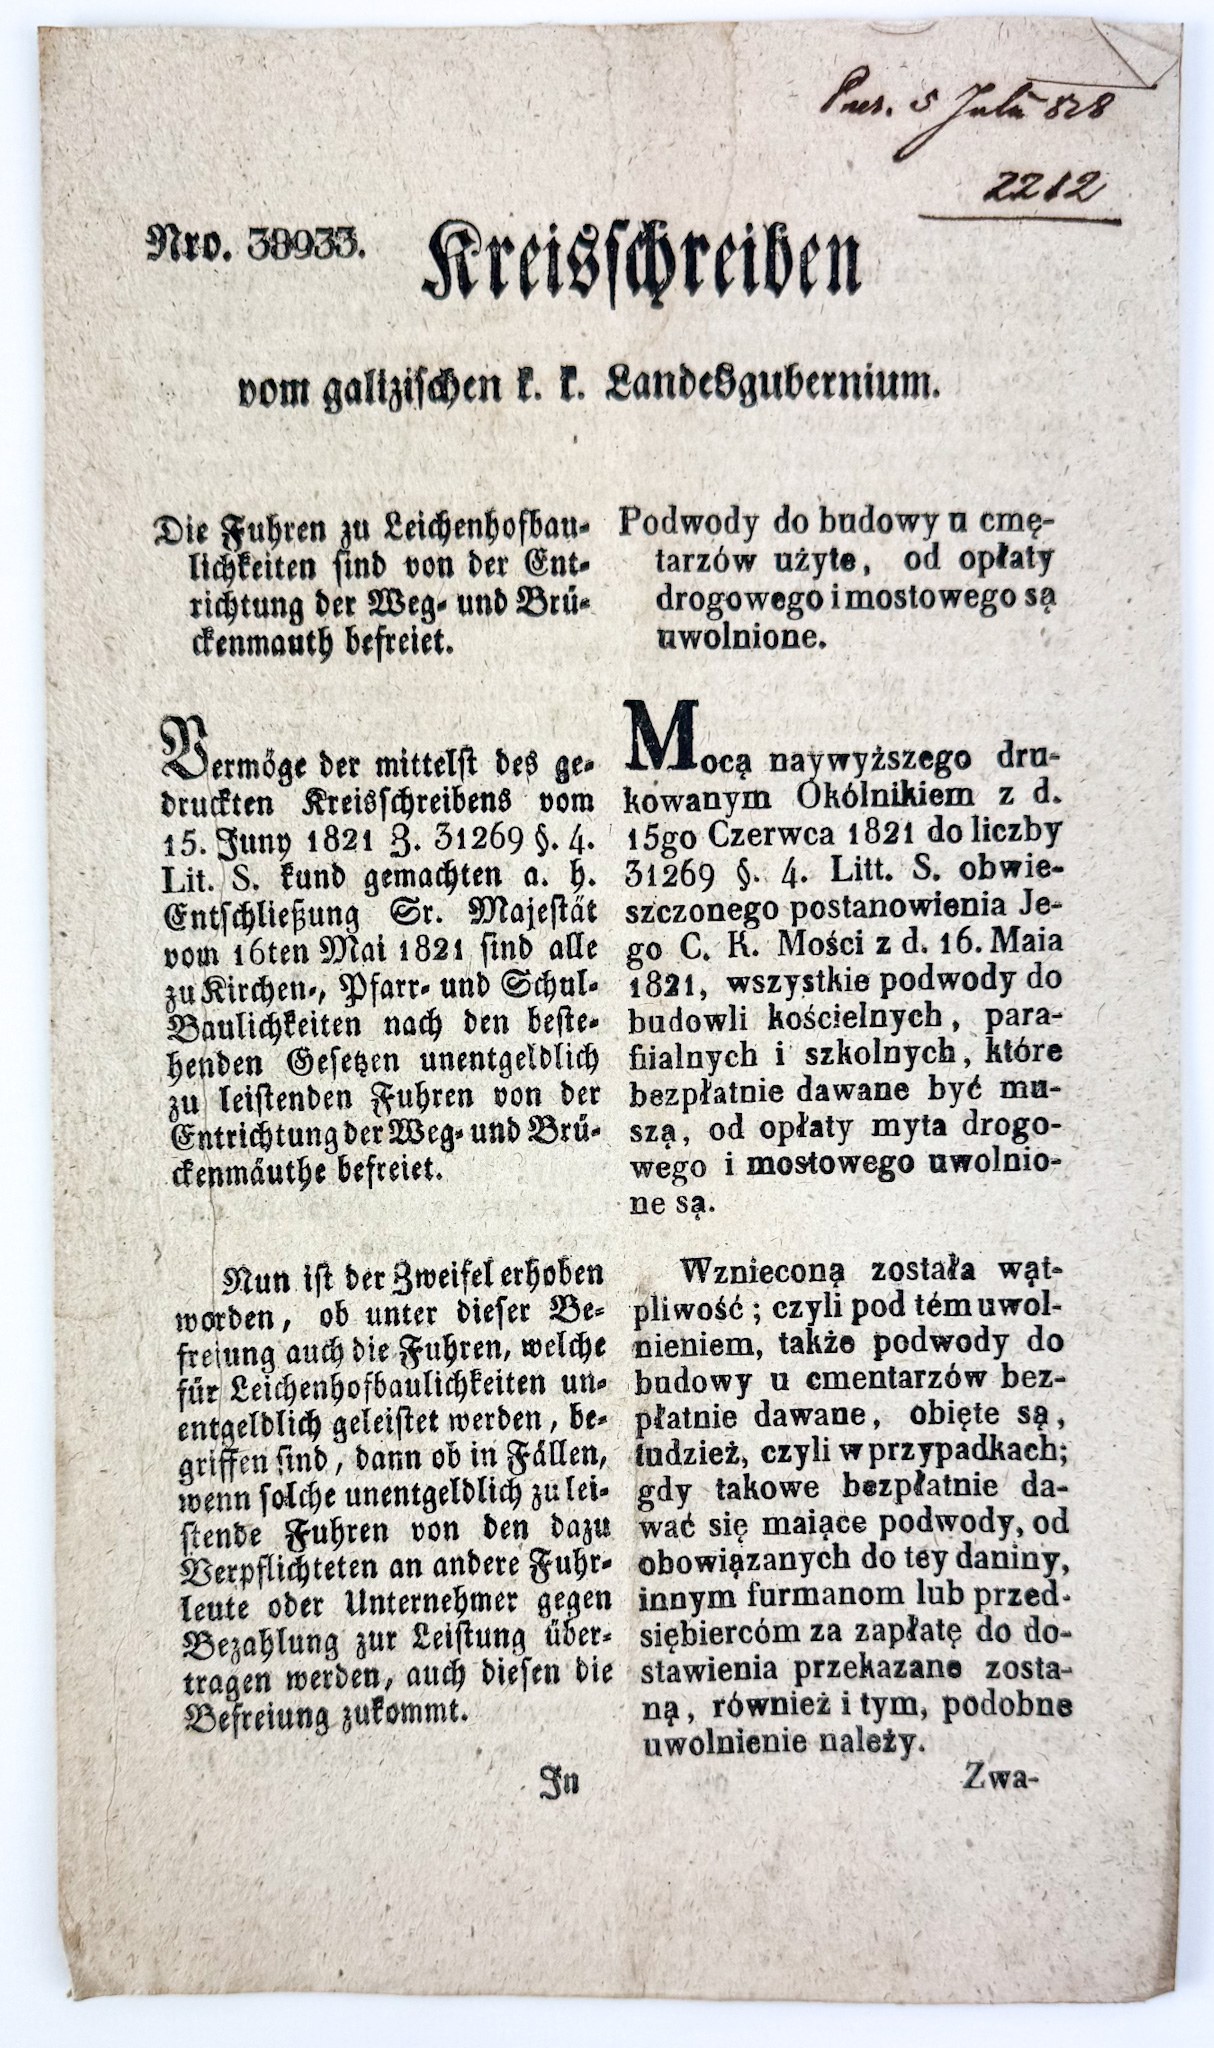 Pres. 5 July 828
2212
Nro. 38933.
Kreisschreiben
vom galizischen k. k. Landesgubernium.
Die Fuhren zu Leichenhofbau-
lichkeiten sind von der Ent-
richtung der Weg- und Brü-
ckenmauth befreiet.
Vermöge der mittelst des ge-
druckten Kreisschreibens vom
15. Juny 1821 Z. 31269 §. 4.
Lit. S. kund gemachten a. h.
Entschließung Sr. Majestät
vom 16ten Mai 1821 sind alle
zu Kirchen-, Pfarr- und Schul-
Baulichkeiten nach den beste-
henden Gesetzen unentgeldlich
zu leistenden Fuhren von der
Entrichtung der Weg- und Brü-
ckenmäuthe befreiet.
Nun ist der Zweifel erhoben
worden, ob unter dieser Be-
freiung auch die Fuhren, welche
für Leichenhofbaulichkeiten un-
entgeldlich geleistet werden, be-
griffen sind, dann ob in Fällen,
wenn solche unentgeldlich zu lei-
stende Fuhren von den dazu
Verpflichteten an andere Fuhr-
leute oder Unternehmer gegen
Bezahlung zur Leistung über-
tragen werden, auch diesen die
Befreiung zukommt.
In
Podwody do budowy u cmę-
tarzów użyte, od opłaty
drogowego i mostowego są
uwolnione.
Mocą naywyższego dru-
kowanym Okólnikiem z d.
15go Czerwca 1821 do liczby
31269 §. 4. Litt. S. obwie-
szczonego postanowienia Je-
go C. K. Mości z d. 16. Maia
1821, wszystkie podwody do
budowli kościelnych, para-
fiialnych i szkolnych, które
bezpłatnie dawane być mu-
szą, od opłaty myta drogo-
wego i mostowego uwolnio-
ne są.
Wznieconą została wąt-
pliwość; czyli pod tém uwol-
nieniem, także podwody do
budowy u cmentarzów bez-
płatnie dawane, obięte są,
tudzież, czyli w przypadkach;
gdy takowe bezpłatnie da-
wać się maiące podwody, od
obowiązanych do tey daniny,
innym furmanom lub przed-
siębiercóm za zapłatę do do-
stawienia przekazane zosta-
ną, również i tym, podobne
uwolnienie należy.
Zwa-